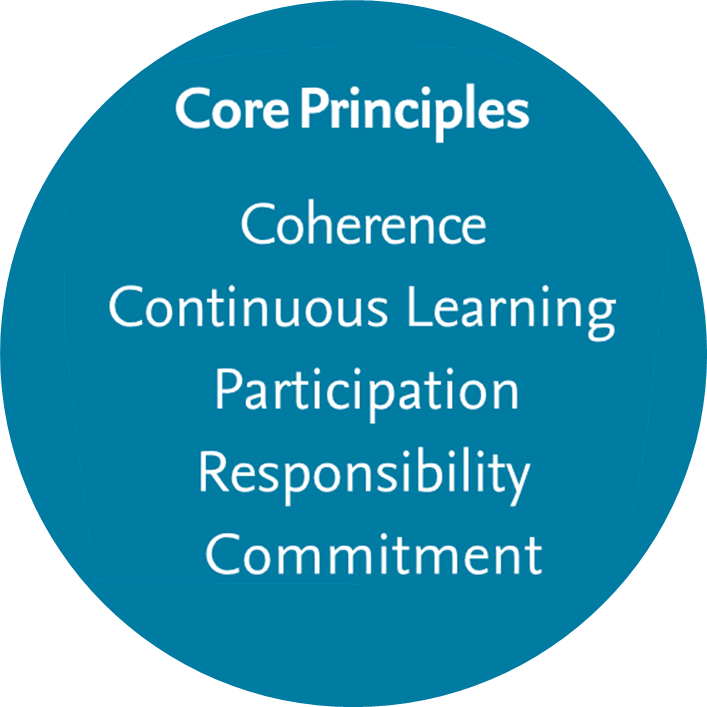 Core Principles
Coherence
Continuous Learning
Participation
Responsibility
Commitment